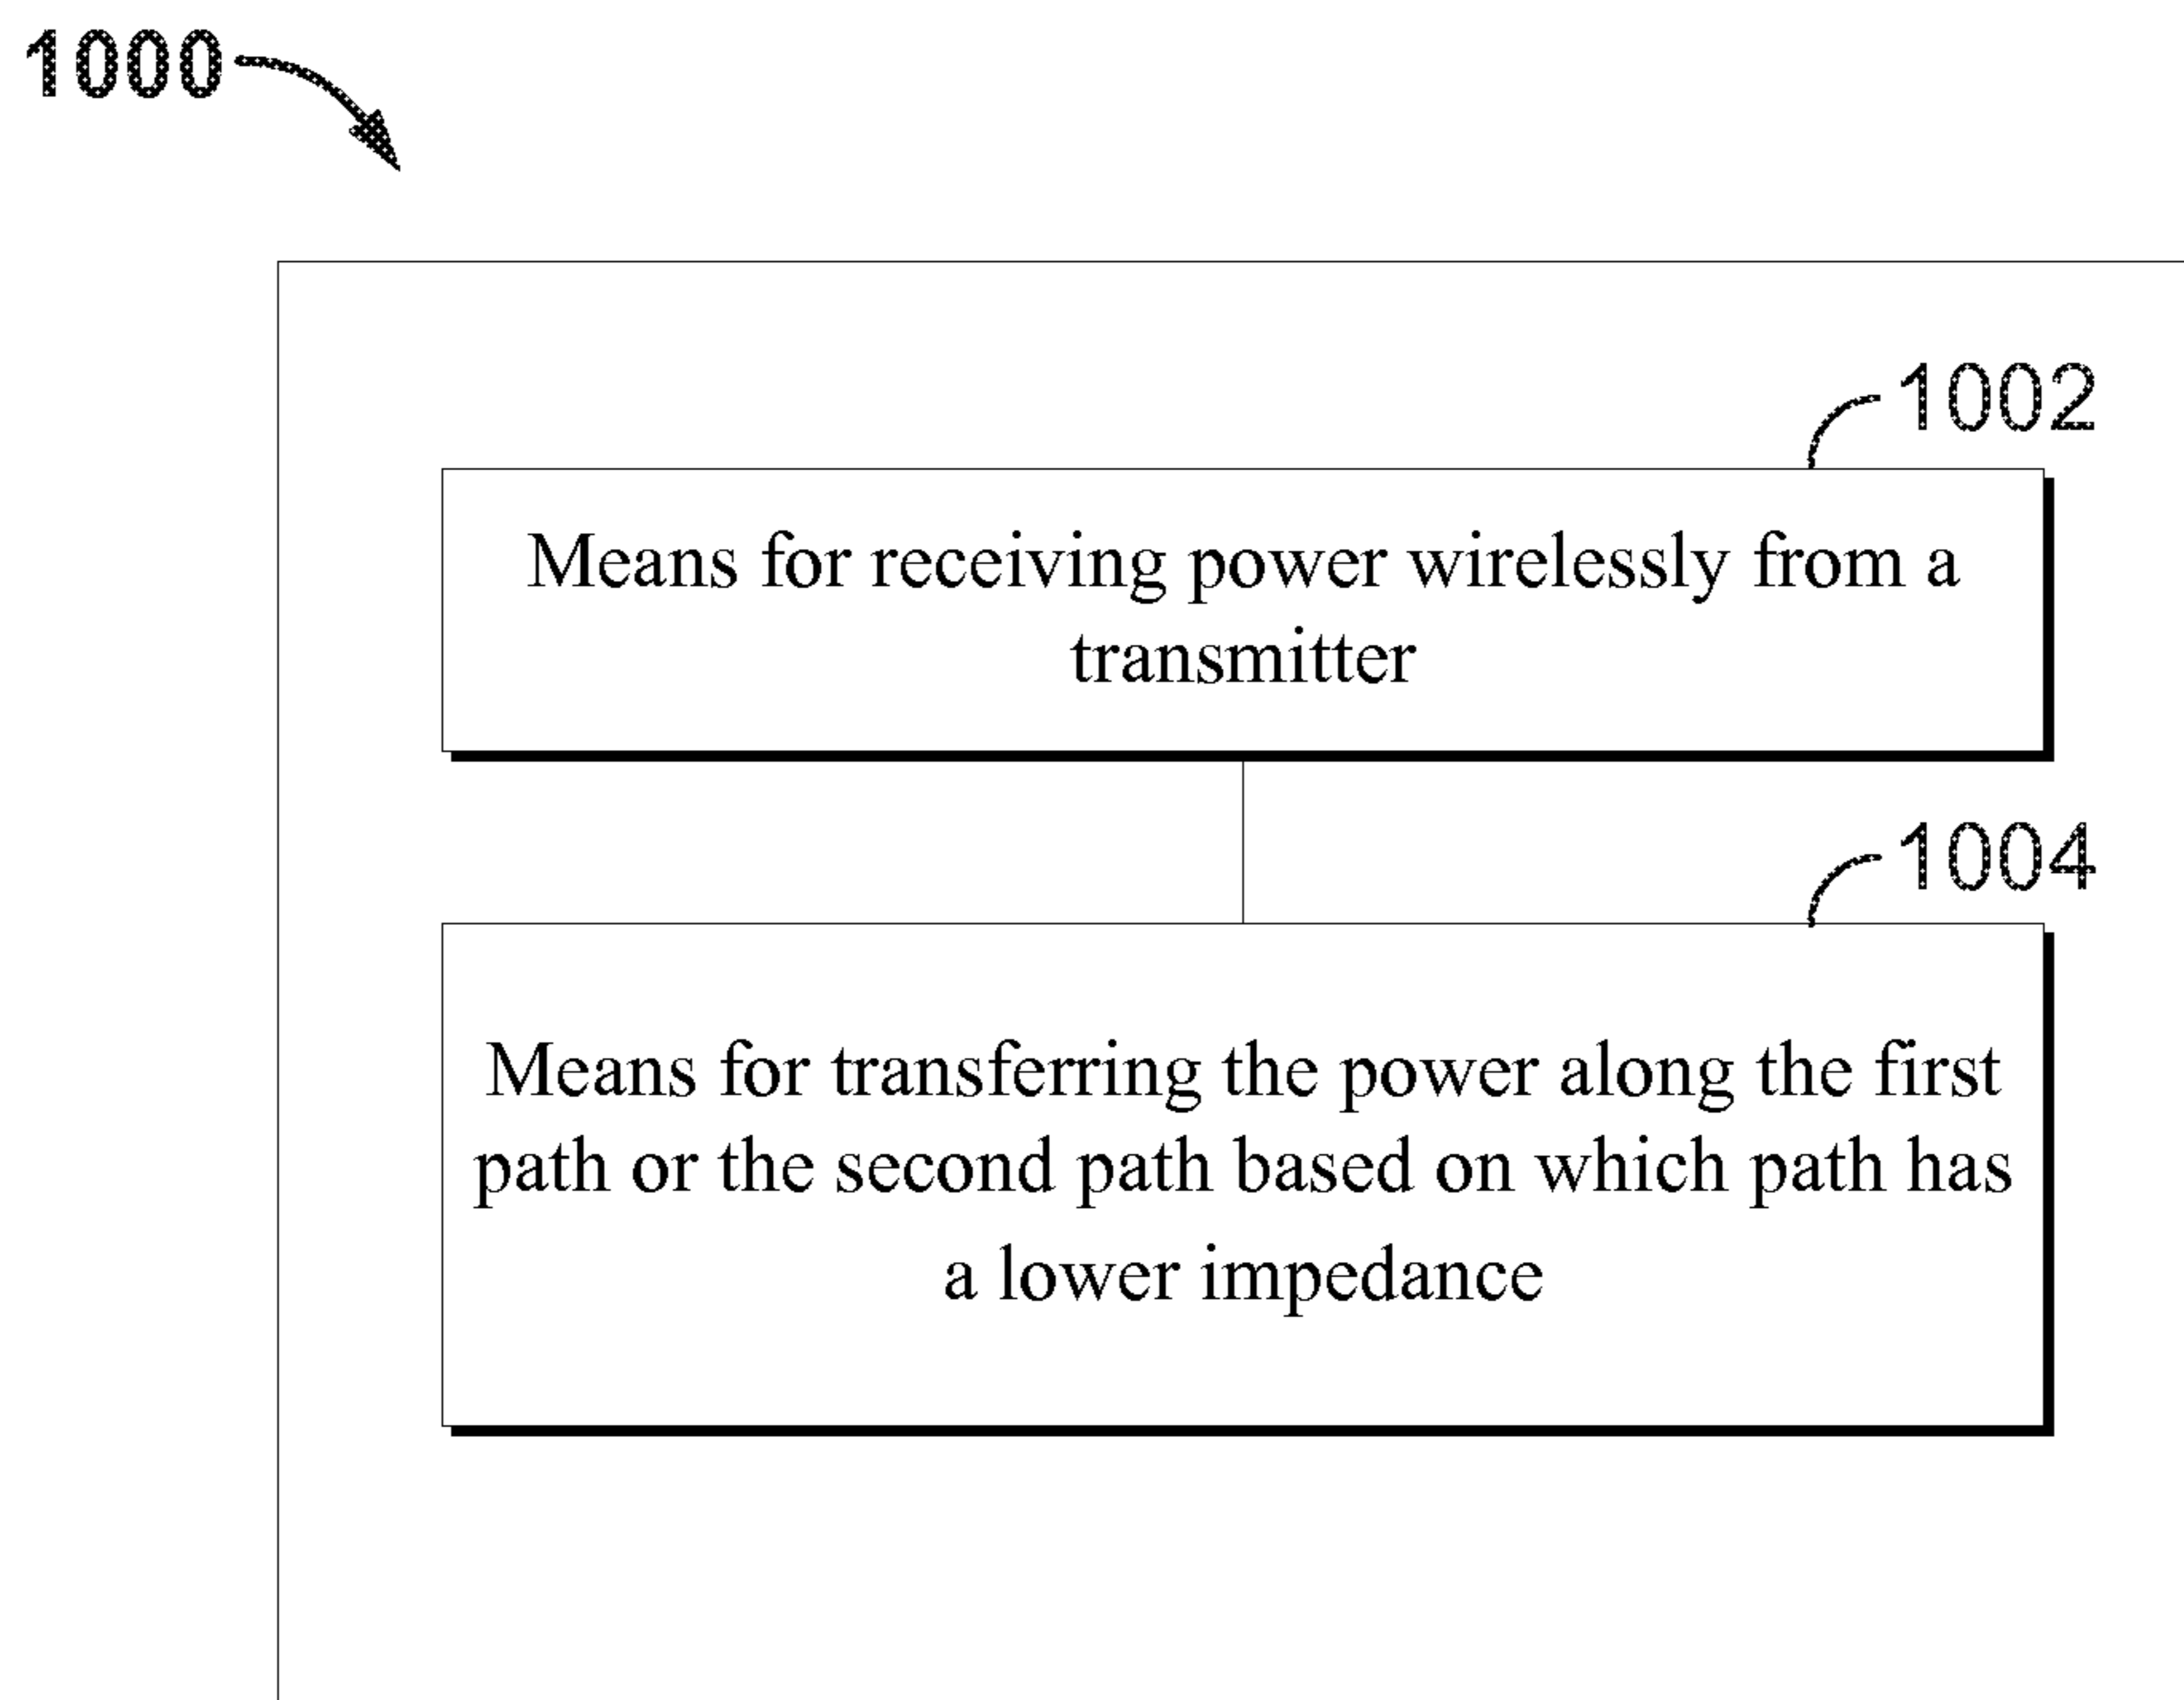 1000
1002
Means for receiving power wirelessly from a
transmitter
1004
Means for transferring the power along the first
path or the second path based on which path has
a lower impedance